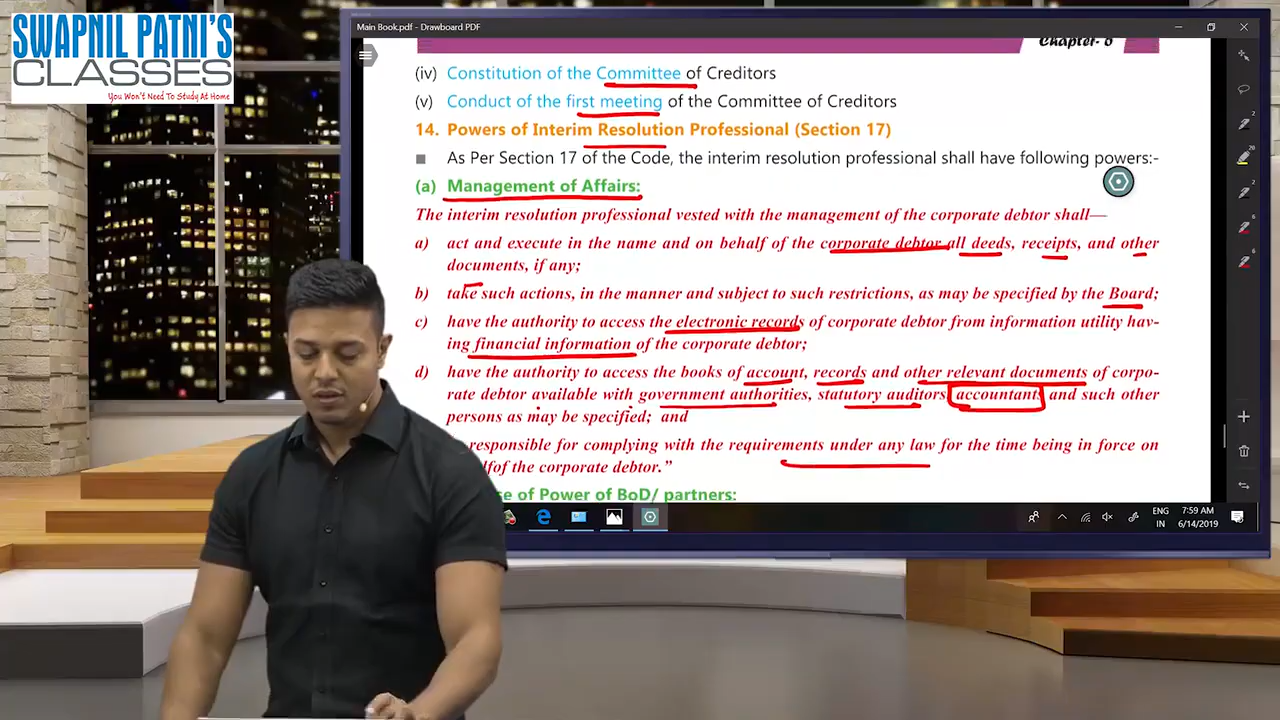 SWAPNIL PATNI'S
CLASSES
You Won't Need To Study At Home
Main Book.pdf - Drawboard PDF
Chapter- 6
(iv) Constitution of the Committee of Creditors
(v) Conduct of the first meeting of the Committee of Creditors
14. Powers of Interim Resolution Professional (Section 17)
■ As Per Section 17 of the Code, the interim resolution professional shall have following powers:-
(a) Management of Affairs:
The interim resolution professional vested with the management of the corporate debtor shall—
a) act and execute in the name and on behalf of the corporate debtor all deeds, receipts, and other
documents, if any;
b) take such actions, in the manner and subject to such restrictions, as may be specified by the Board;
c) have the authority to access the electronic records of corporate debtor from information utility hav-
ing financial information of the corporate debtor;
d) have the authority to access the books of account, records and other relevant documents of corpo-
rate debtor available with government authorities, statutory auditors, accountants and such other
persons as may be specified; and
responsible for complying with the requirements under any law for the time being in force on
of the corporate debtor.”
of Power of BoD/ partners:
ENG
IN
7:59 AM
6/14/2019